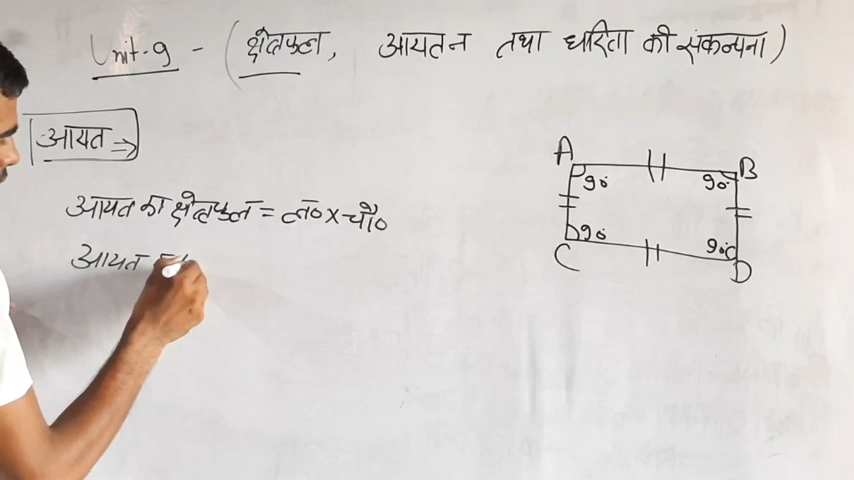 Unit-9 - (क्षेत्रफल, आयतन तथा धारिता की संकल्पना)
आयत ⇒
आयत का क्षेत्रफल = ल० × चौ०
आयत
A
B
90°
90°
90°
90°
C
D